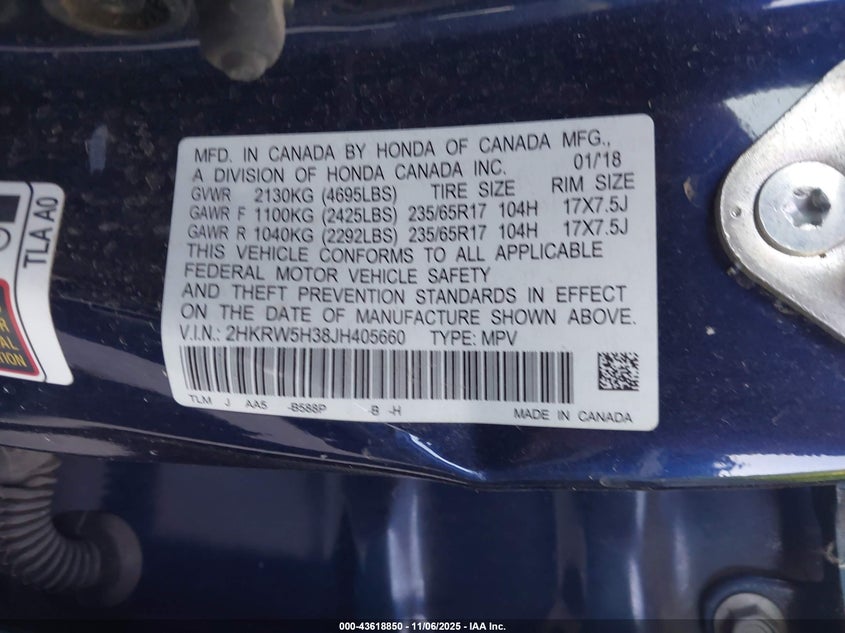 MFD. IN CANADA BY HONDA OF CANADA MFG.,
A DIVISION OF HONDA CANADA INC. 01/18
GVWR 2130KG (4695LBS) TIRE SIZE RIM SIZE
GAWR F 1100KG (2425LBS) 235/65R17 104H 17X7.5J
GAWR R 1040KG (2292LBS) 235/65R17 104H 17X7.5J
THIS VEHICLE CONFORMS TO ALL APPLICABLE
FEDERAL MOTOR VEHICLE SAFETY
AND THEFT PREVENTION STANDARDS IN EFFECT
ON THE DATE OF MANUFACTURE SHOWN ABOVE.
V.I.N.: 2HKRW5H38JH405660 TYPE: MPV
TLM J AA5 -B588P -B -H MADE IN CANADA
TLA A0
000-43618850 - 11/06/2025 - IAA Inc.